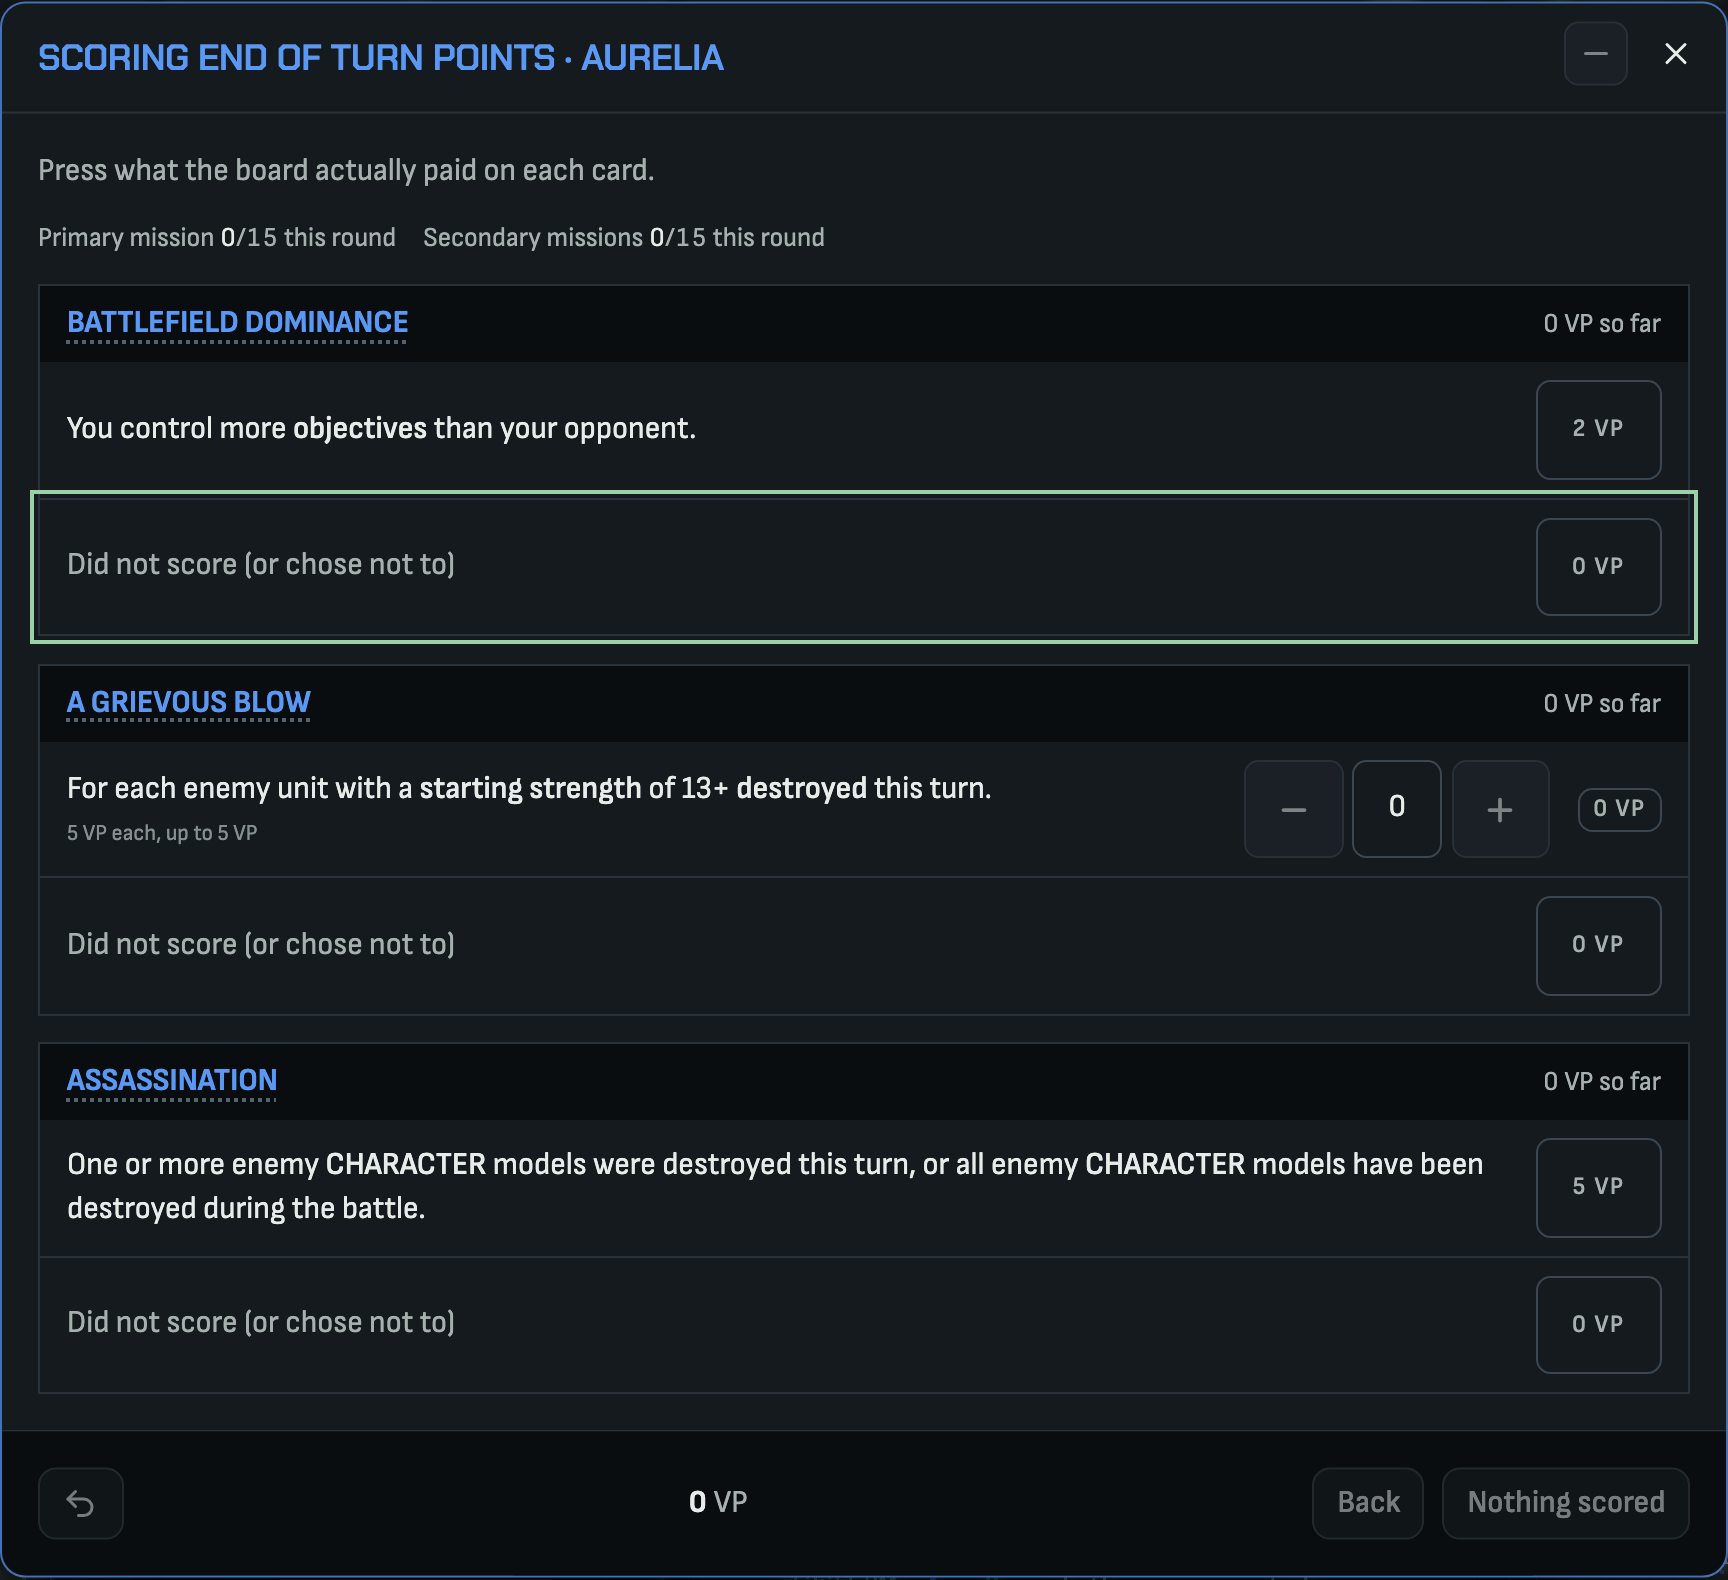 SCORING END OF TURN POINTS · AURELIA
Press what the board actually paid on each card.
Primary mission 0/15 this round Secondary missions 0/15 this round
BATTLEFIELD DOMINANCE 0 VP so far
You control more objectives than your opponent. 2 VP
Did not score (or chose not to) 0 VP
A GRIEVOUS BLOW 0 VP so far
For each enemy unit with a starting strength of 13+ destroyed this turn.
5 VP each, up to 5 VP
− 0 + 0 VP
Did not score (or chose not to) 0 VP
ASSASSINATION 0 VP so far
One or more enemy CHARACTER models were destroyed this turn, or all enemy CHARACTER models have been
destroyed during the battle.
5 VP
Did not score (or chose not to) 0 VP
0 VP
Back
Nothing scored